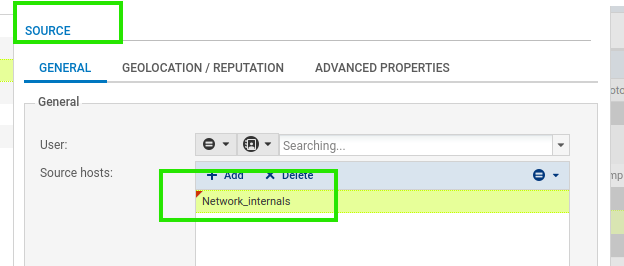 SOURCE
GENERAL GEOLOCATION / REPUTATION ADVANCED PROPERTIES
General
User: Searching...
Source hosts: Add Delete
Network_internals